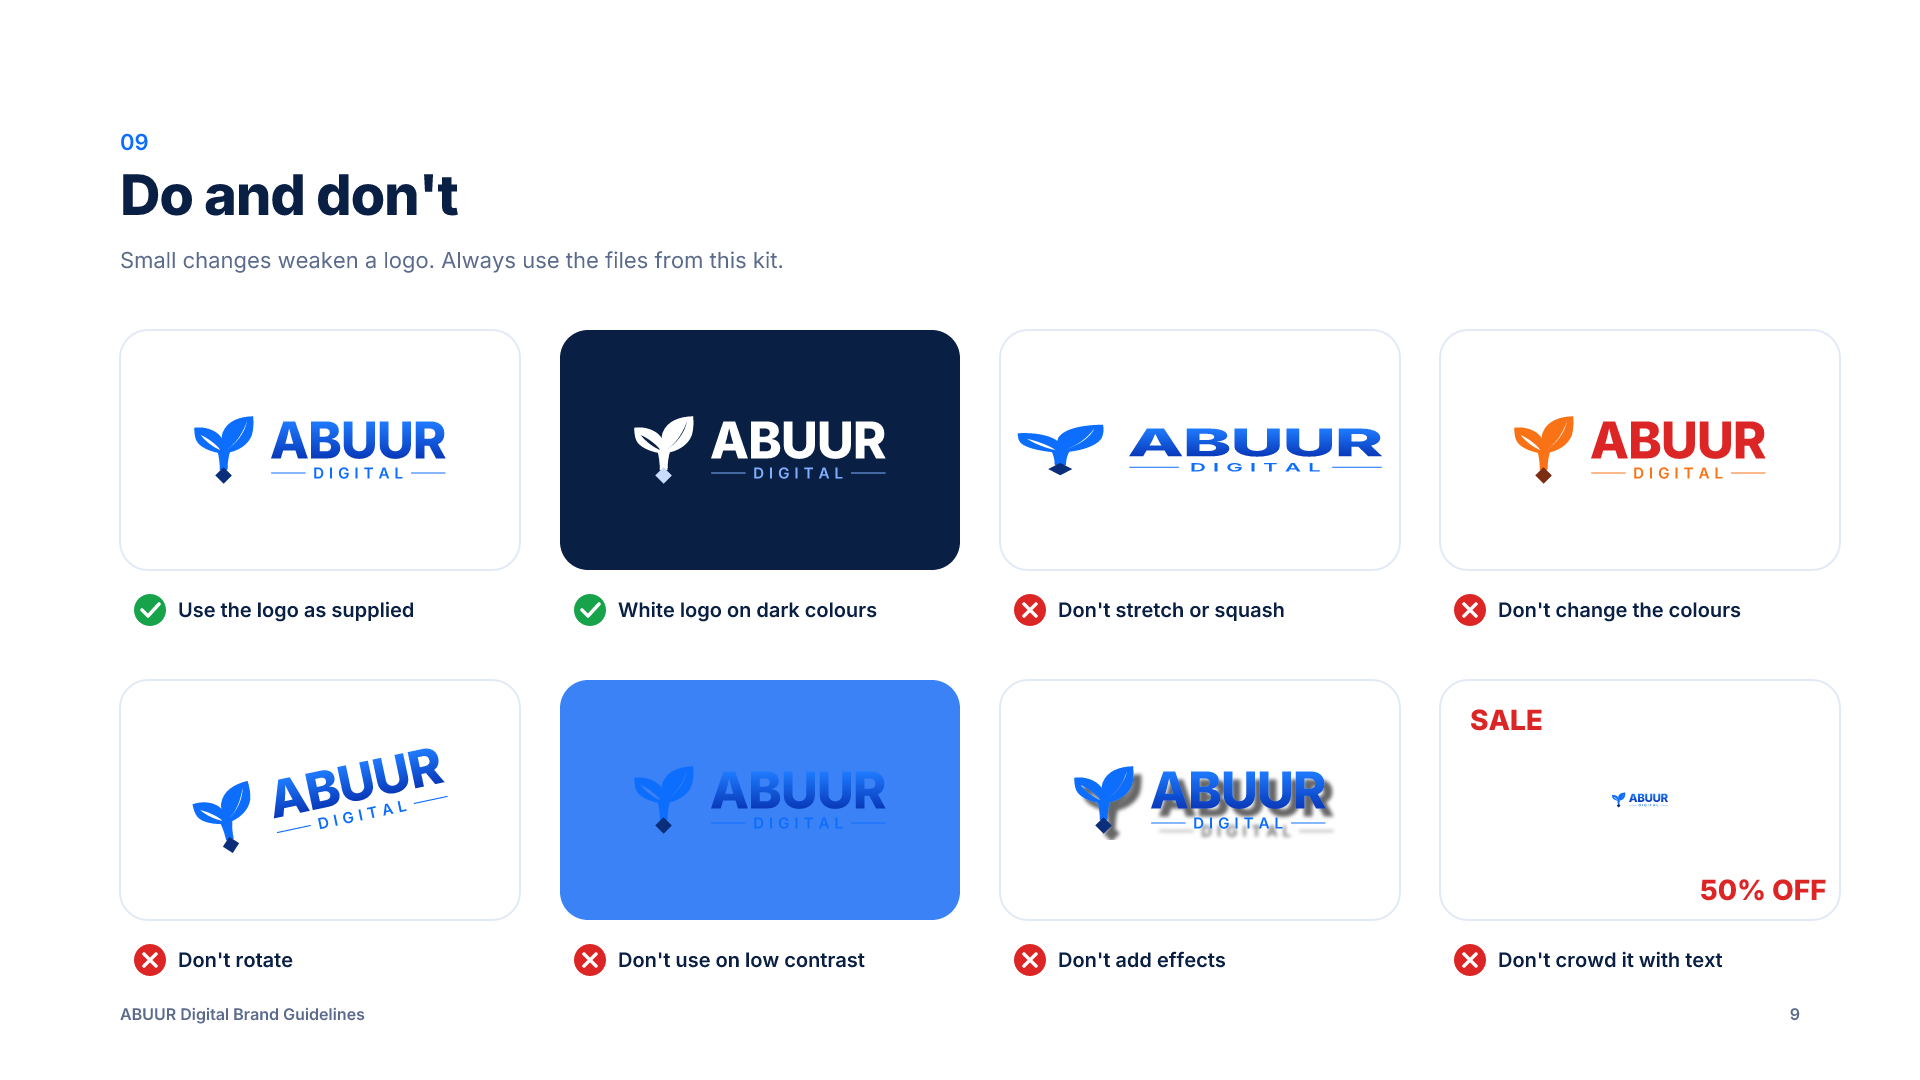 09
Do and don't
Small changes weaken a logo. Always use the files from this kit.
ABUUR
DIGITAL
Use the logo as supplied
ABUUR
DIGITAL
White logo on dark colours
ABUUR
DIGITAL
Don't stretch or squash
ABUUR
DIGITAL
Don't change the colours
ABUUR
DIGITAL
Don't rotate
ABUUR
DIGITAL
Don't use on low contrast
ABUUR
DIGITAL
Don't add effects
SALE
ABUUR
DIGITAL
50% OFF
Don't crowd it with text
ABUUR Digital Brand Guidelines
9